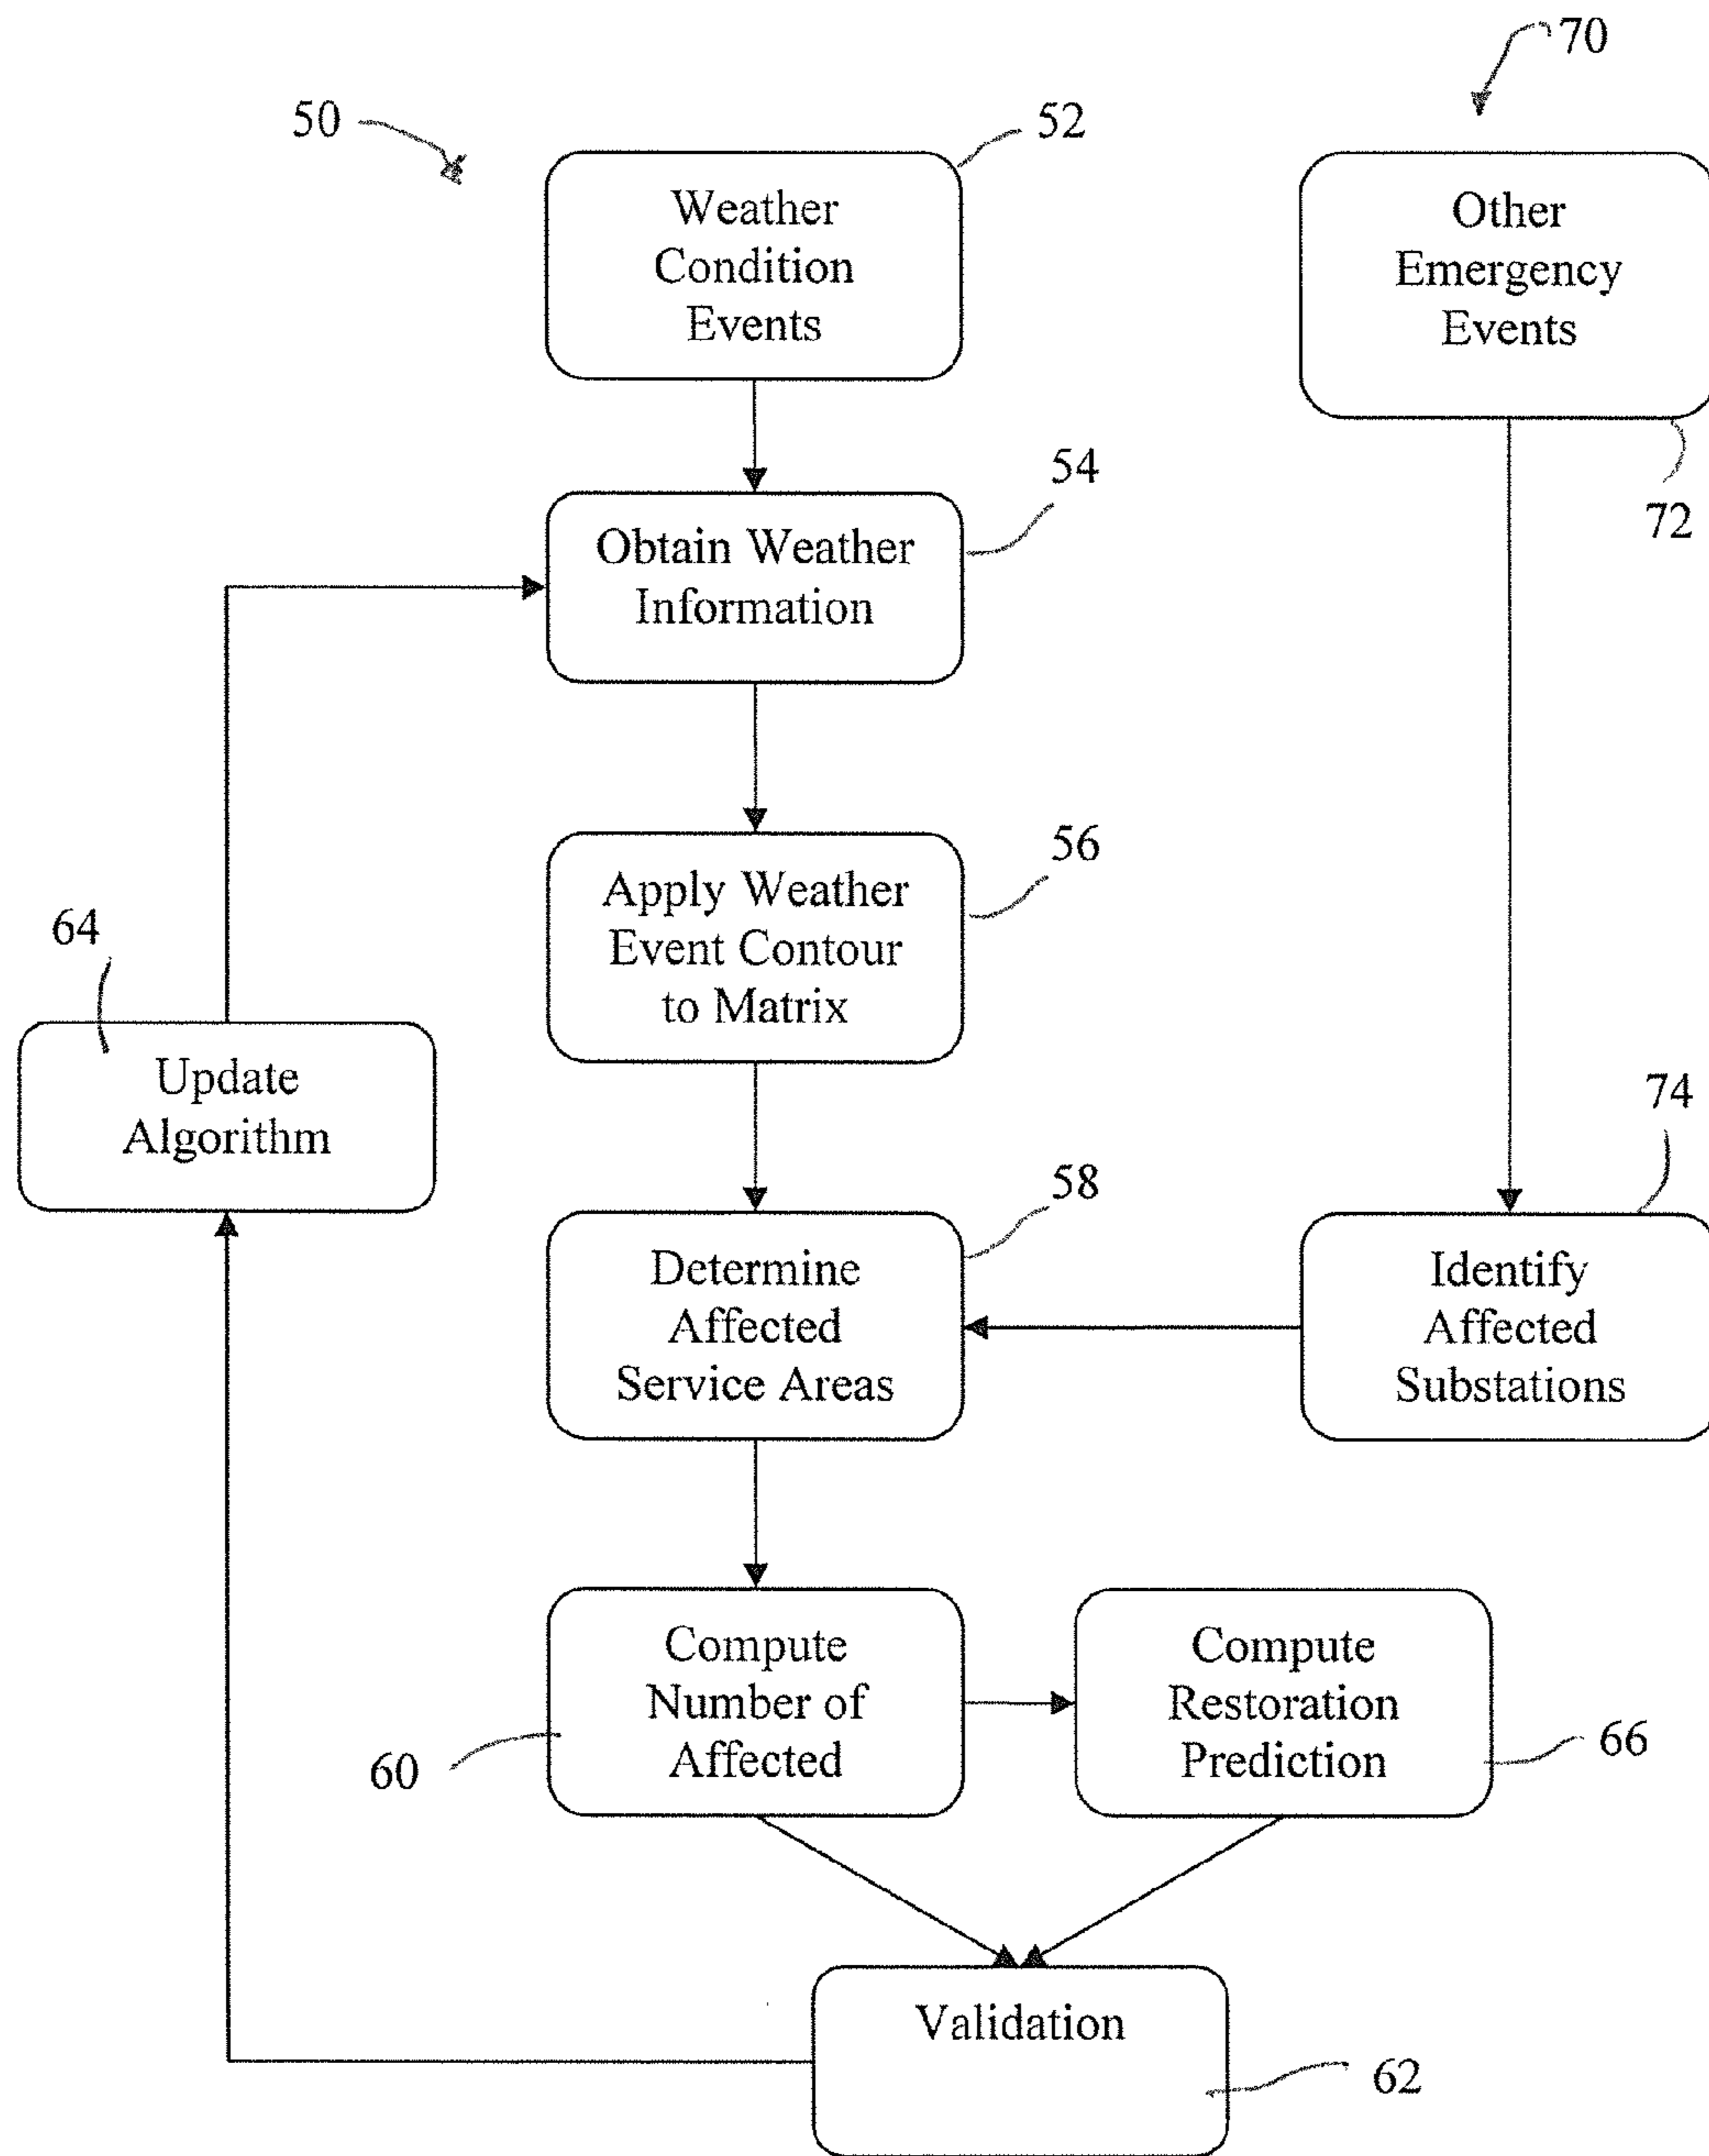 70
50
52
Weather
Condition
Events
Other
Emergency
Events
72
54
Obtain Weather
Information
56
Apply Weather
Event Contour
to Matrix
64
Update
Algorithm
74
Identify
Affected
Substations
58
Determine
Affected
Service Areas
60
Compute
Number of
Affected
Compute
Restoration
Prediction
66
Validation
62